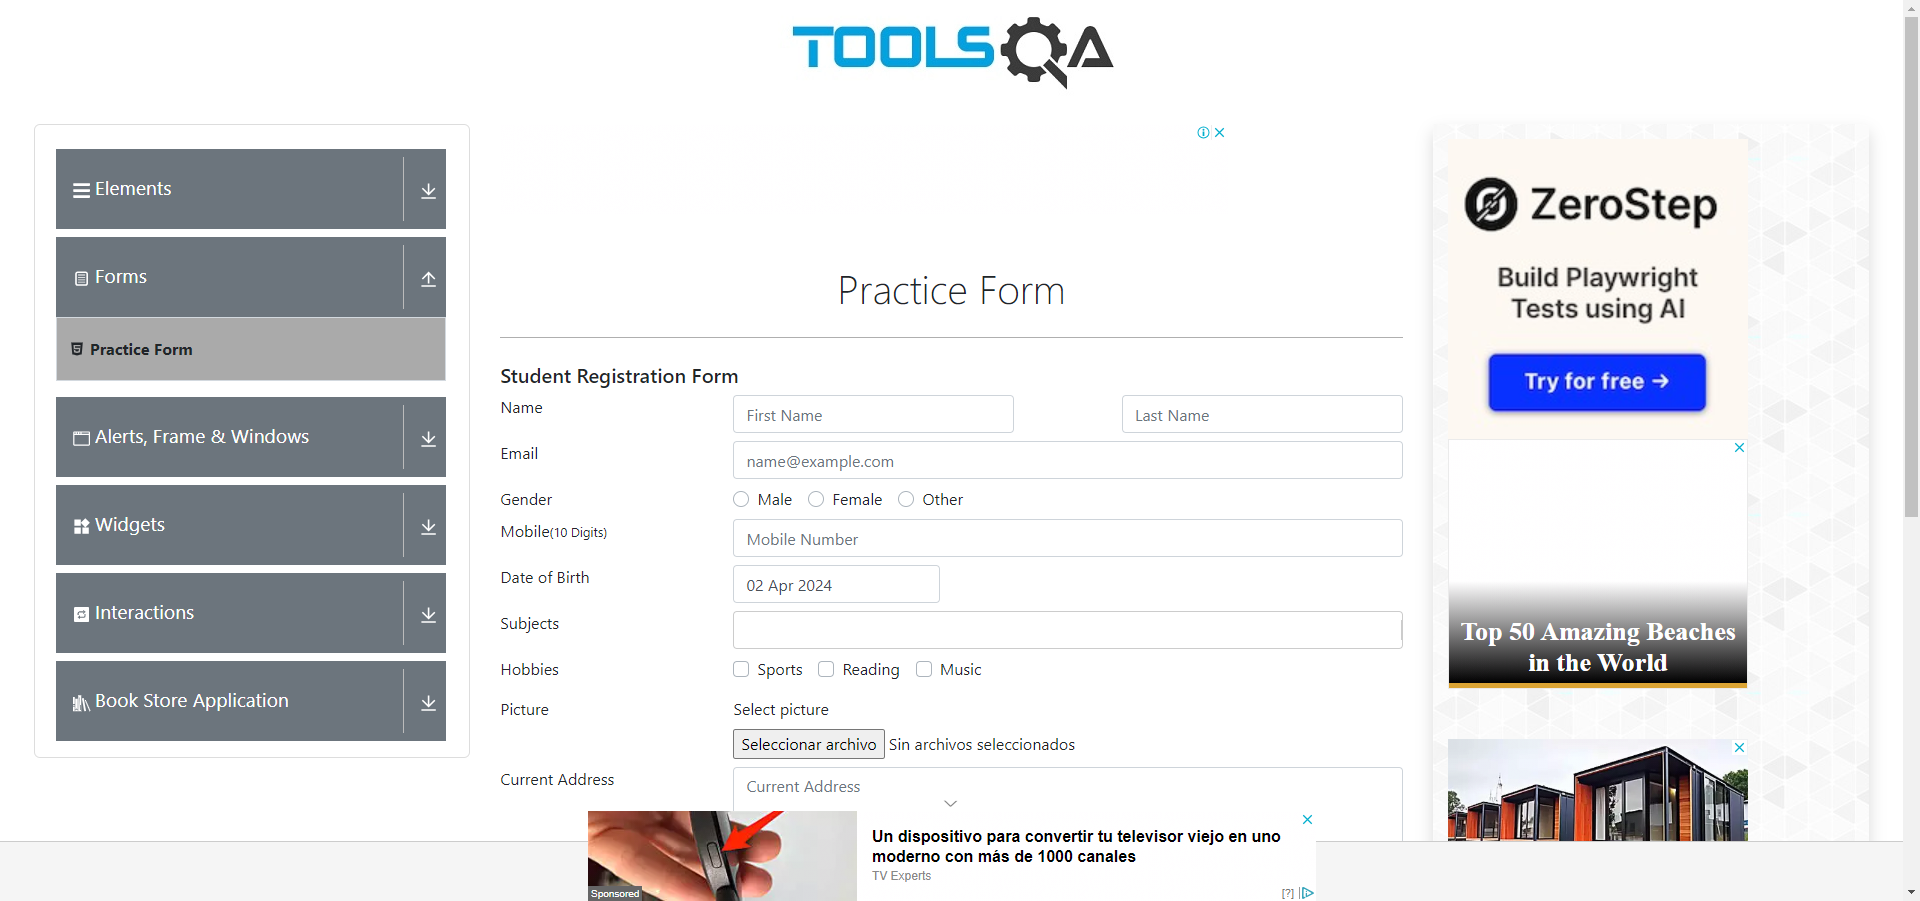 TOOLSQA
Elements
Forms
Practice Form
Alerts, Frame & Windows
Widgets
Interactions
Book Store Application
Practice Form
Student Registration Form
Name
First Name
Last Name
Email
name@example.com
Gender
Male
Female
Other
Mobile(10 Digits)
Mobile Number
Date of Birth
02 Apr 2024
Subjects
Hobbies
Sports
Reading
Music
Picture
Select picture
Seleccionar archivo
Sin archivos seleccionados
Current Address
Current Address
Sponsored
Un dispositivo para convertir tu televisor viejo en uno
moderno con más de 1000 canales
TV Experts
[?]
ZeroStep
Build Playwright
Tests using AI
Try for free →
Top 50 Amazing Beaches
in the World